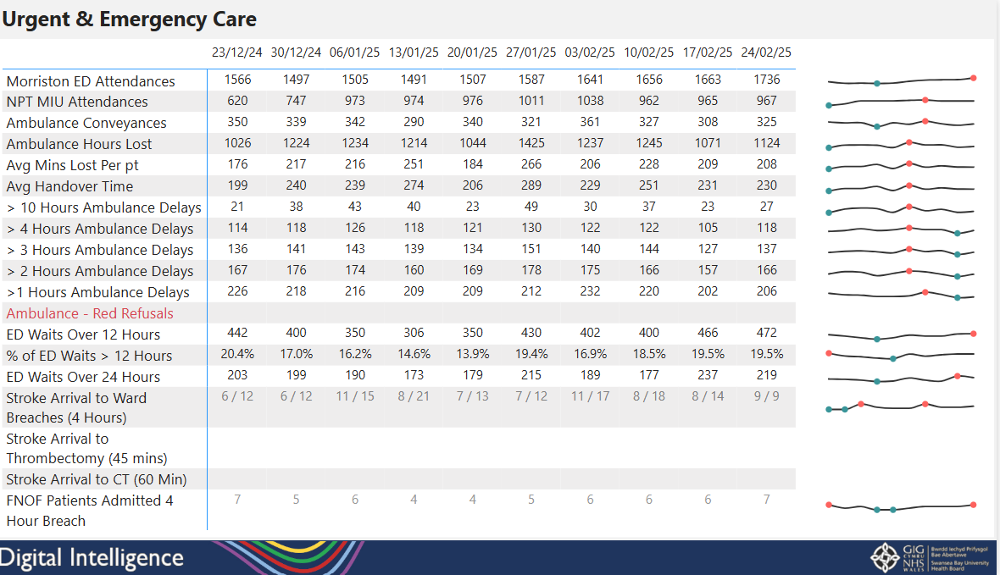 Urgent & Emergency Care
23/12/24 30/12/24 06/01/25 13/01/25 20/01/25 27/01/25 03/02/25 10/02/25 17/02/25 24/02/25
Morriston ED Attendances 1566 1497 1505 1491 1507 1587 1641 1656 1663 1736
NPT MIU Attendances 620 747 973 974 976 1011 1038 962 965 967
Ambulance Conveyances 350 339 342 290 340 321 361 327 308 325
Ambulance Hours Lost 1026 1224 1234 1214 1044 1425 1237 1245 1071 1124
Avg Mins Lost Per pt 176 217 216 251 184 266 206 228 209 208
Avg Handover Time 199 240 239 274 206 289 229 251 231 230
> 10 Hours Ambulance Delays 21 38 43 40 23 49 30 37 23 27
> 4 Hours Ambulance Delays 114 118 126 118 121 130 122 122 105 118
> 3 Hours Ambulance Delays 136 141 143 139 134 151 140 144 127 137
> 2 Hours Ambulance Delays 167 176 174 160 169 178 175 166 157 166
>1 Hours Ambulance Delays 226 218 216 209 209 212 232 220 202 206
Ambulance - Red Refusals
ED Waits Over 12 Hours 442 400 350 306 350 430 402 400 466 472
% of ED Waits > 12 Hours 20.4% 17.0% 16.2% 14.6% 13.9% 19.4% 16.9% 18.5% 19.5% 19.5%
ED Waits Over 24 Hours 203 199 190 173 179 215 189 177 237 219
Stroke Arrival to Ward 6 / 12 6 / 12 11 / 15 8 / 21 7 / 13 7 / 12 11 / 17 8 / 18 8 / 14 9 / 9
Breaches (4 Hours)
Stroke Arrival to
Thrombectomy (45 mins)
Stroke Arrival to CT (60 Min)
FNOF Patients Admitted 4 7 5 6 4 4 5 6 6 6 7
Hour Breach
Digital Intelligence
GIG
CYMRU
NHS
WALES
Bwrdd Iechyd Prifysgol
Bae Abertawe
Swansea Bay University
Health Board